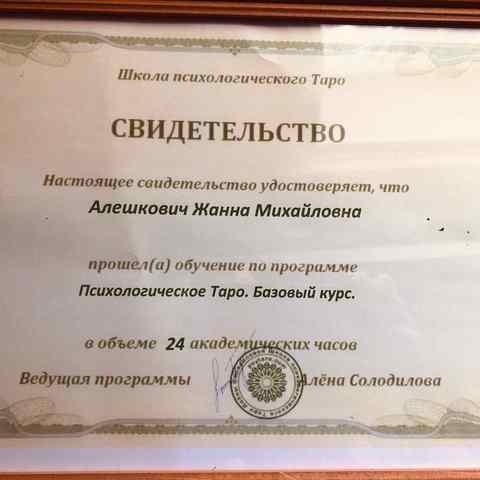 Школа психологического Таро
СВИДЕТЕЛЬСТВО
Настоящее свидетельство удостоверяет, что
Алешкович Жанна Михайловна
прошел(а) обучение по программе
Психологическое Таро. Базовый курс.
в объеме 24 академических часов
Ведущая программы Алёна Солодилова